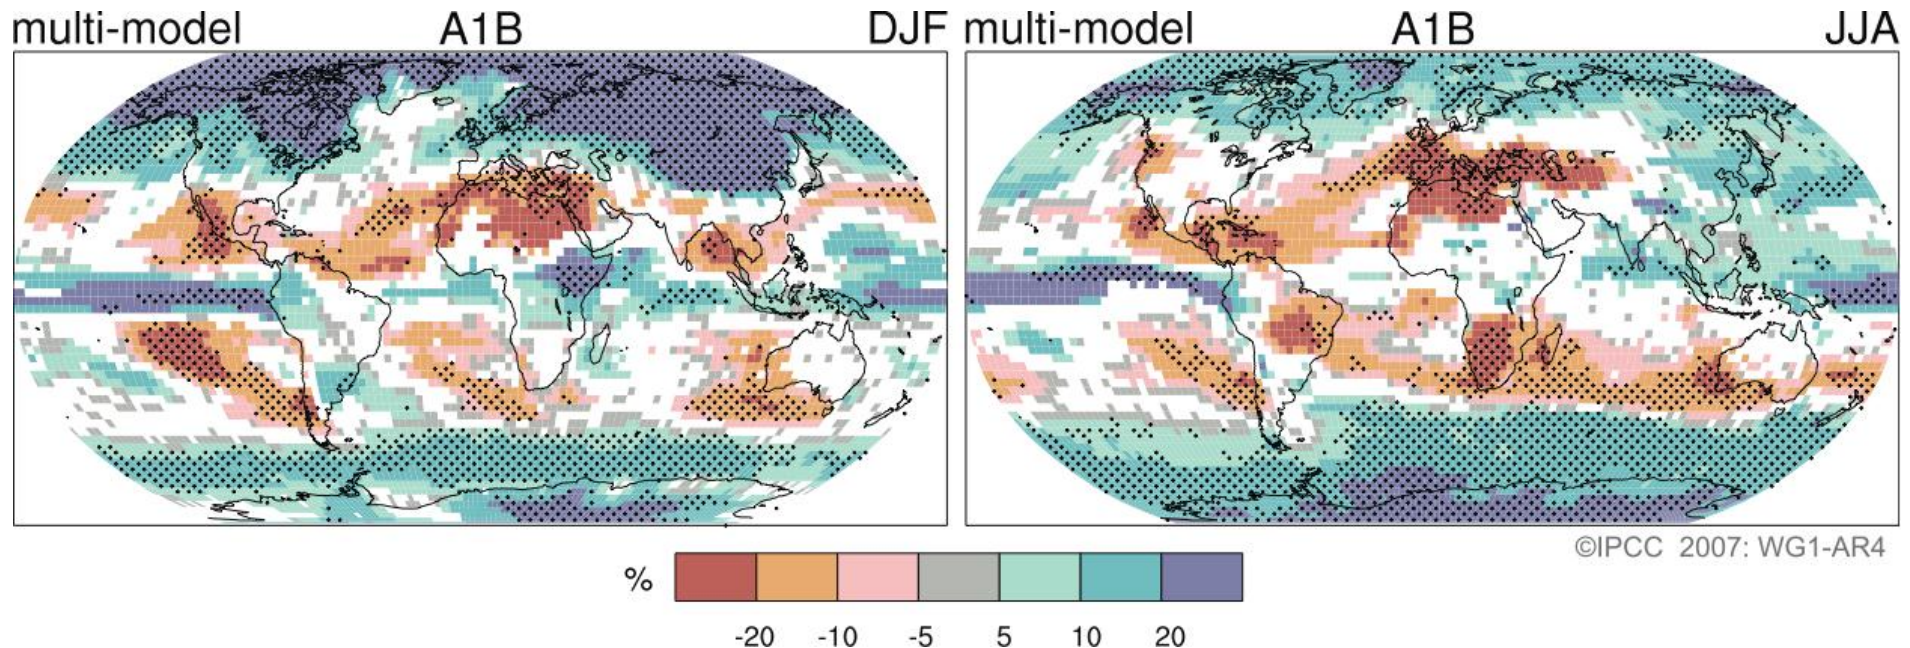 multi-model A1B DJF
multi-model A1B JJA
©IPCC 2007: WG1-AR4
%
-20 -10 -5 5 10 20